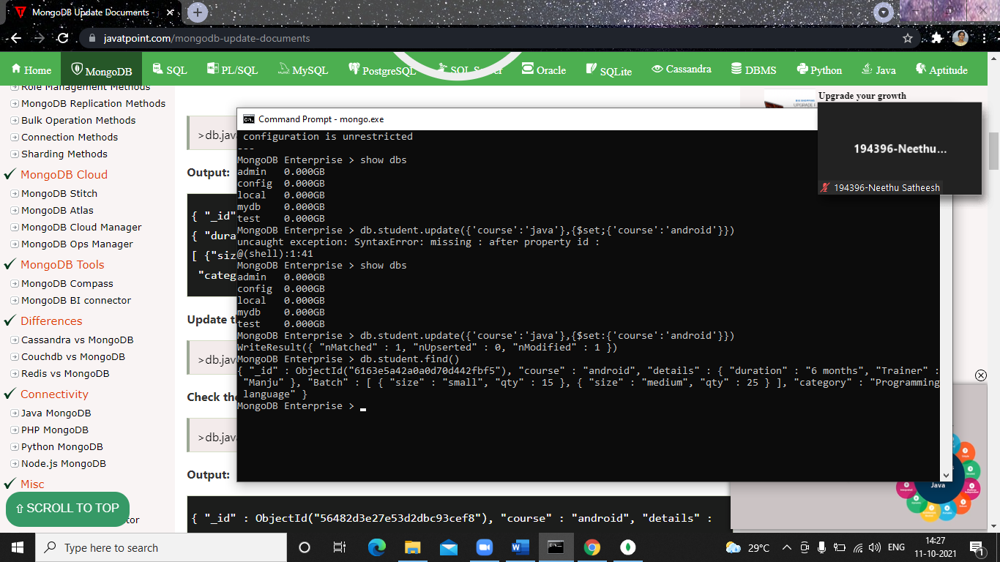 MongoDB Update Documents -
javatpoint.com/mongodb-update-documents
Home MongoDB SQL PL/SQL MySQL PostgreSQL SQL Server Oracle SQLite Cassandra DBMS Python Java Aptitude
Role Management Methods
MongoDB Replication Methods
Bulk Operation Methods
Connection Methods
Sharding Methods
MongoDB Cloud
MongoDB Stitch
MongoDB Atlas
MongoDB Cloud Manager
MongoDB Ops Manager
MongoDB Tools
MongoDB Compass
MongoDB BI connector
Differences
Cassandra vs MongoDB
Couchdb vs MongoDB
Redis vs MongoDB
Connectivity
Java MongoDB
PHP MongoDB
Python MongoDB
Node.js MongoDB
Misc
⇧ SCROLL TO TOP
tor
>db.jav
Output:
{ "_id"
{ "dura
[ {"siz
"categ
Update t
>db.jav
Check the
>db.jav
Output:
{ "_id" : ObjectId("56482d3e27e53d2dbc93cef8"), "course" : "android", "details" :
Command Prompt - mongo.exe
configuration is unrestricted
---
MongoDB Enterprise > show dbs
admin 0.000GB
config 0.000GB
local 0.000GB
mydb 0.000GB
test 0.000GB
MongoDB Enterprise > db.student.update({'course':'java'},{$set;{'course':'android'}})
uncaught exception: SyntaxError: missing : after property id :
@(shell):1:41
MongoDB Enterprise > show dbs
admin 0.000GB
config 0.000GB
local 0.000GB
mydb 0.000GB
test 0.000GB
MongoDB Enterprise > db.student.update({'course':'java'},{$set:{'course':'android'}})
WriteResult({ "nMatched" : 1, "nUpserted" : 0, "nModified" : 1 })
MongoDB Enterprise > db.student.find()
{ "_id" : ObjectId("6163e5a42a0a0d70d442fbf5"), "course" : "android", "details" : { "duration" : "6 months", "Trainer" :
"Manju" }, "Batch" : [ { "size" : "small", "qty" : 15 }, { "size" : "medium", "qty" : 25 } ], "category" : "Programming
language" }
MongoDB Enterprise >
Upgrade your growth
194396-Neethu...
194396-Neethu Satheesh
Java
Type here to search
29°C
ENG
14:27
11-10-2021
1